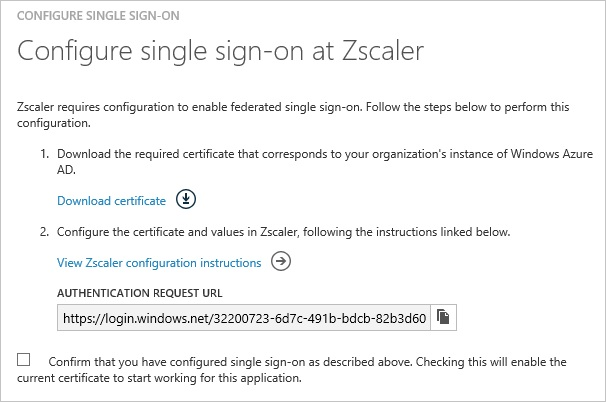 CONFIGURE SINGLE SIGN-ON
Configure single sign-on at Zscaler
Zscaler requires configuration to enable federated single sign-on. Follow the steps below to perform this
configuration.
1. Download the required certificate that corresponds to your organization's instance of Windows Azure
AD.
Download certificate
2. Configure the certificate and values in Zscaler, following the instructions linked below.
View Zscaler configuration instructions
AUTHENTICATION REQUEST URL
https://login.windows.net/32200723-6d7c-491b-bdcb-82b3d60
Confirm that you have configured single sign-on as described above. Checking this will enable the
current certificate to start working for this application.